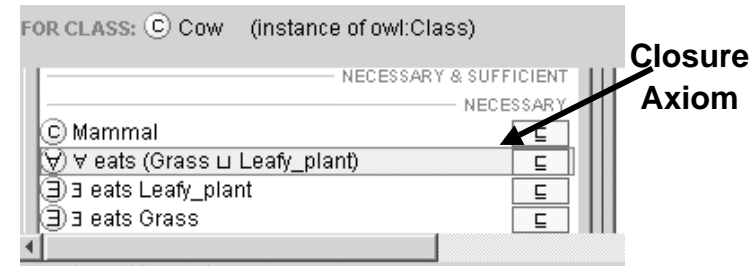 FOR CLASS: Ⓒ Cow (instance of owl:Class)
Closure
Axiom
NECESSARY & SUFFICIENT
NECESSARY
Ⓒ Mammal ⊑
∀ ∀ eats (Grass ⊔ Leafy_plant) ⊑
∃ ∃ eats Leafy_plant ⊑
∃ ∃ eats Grass ⊑